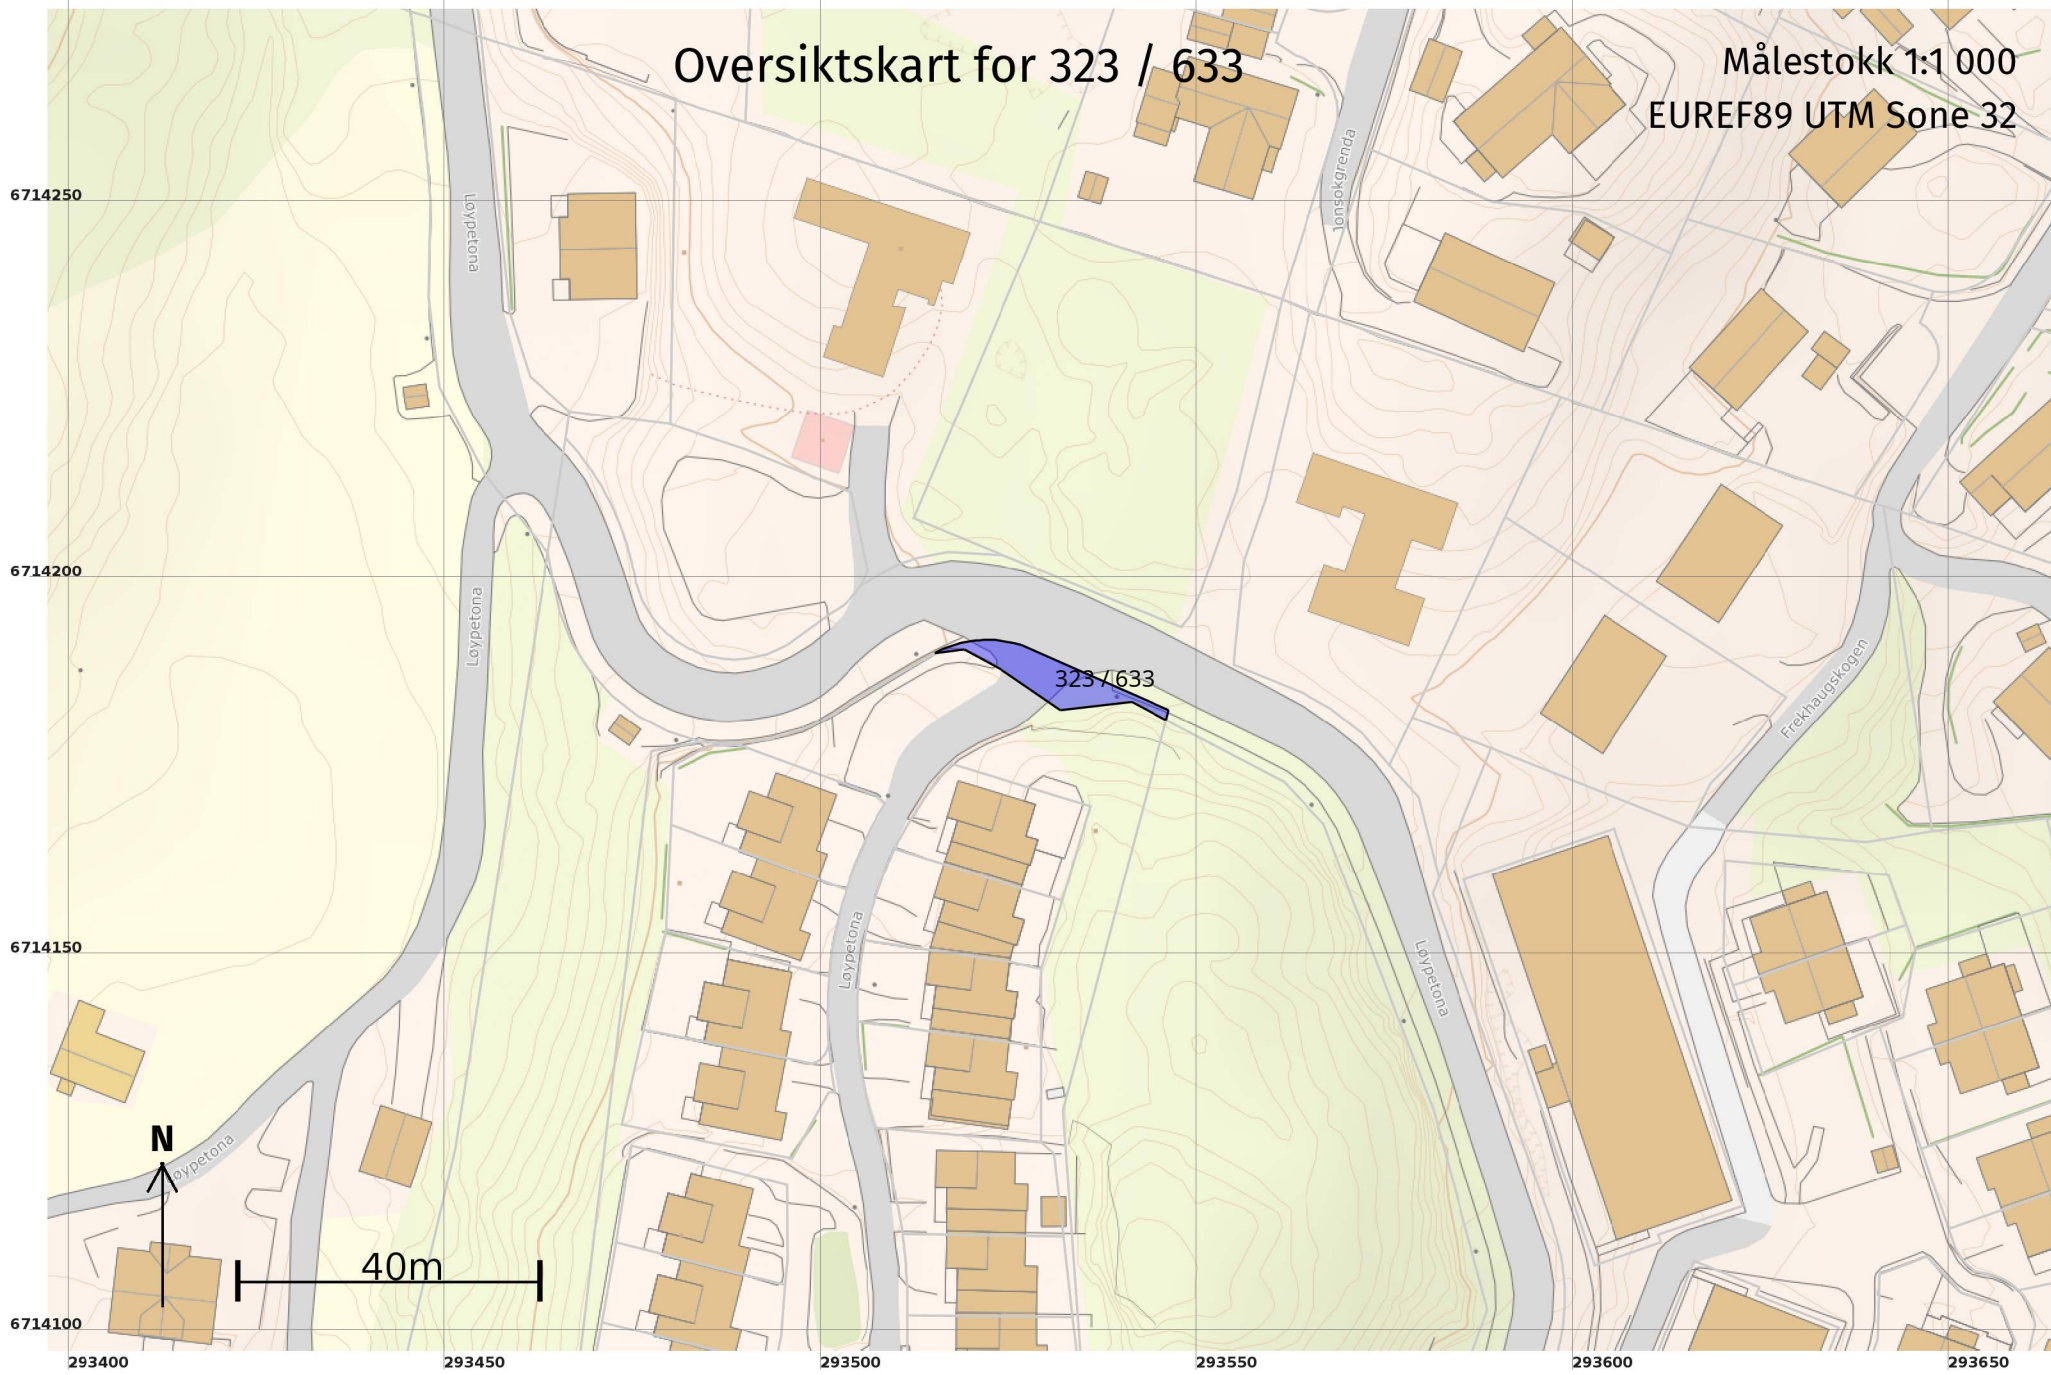 Oversiktskart for 323 / 633
Målestokk 1:1 000
EUREF89 UTM Sone 32
Jonsokgrenda
6714250
Løypetona
6714200
Løypetona
323 / 633
Frekhaugskogen
6714150
Løypetona
Løypetona
N
Løypetona
40m
6714100
293400
293450
293500
293550
293600
293650